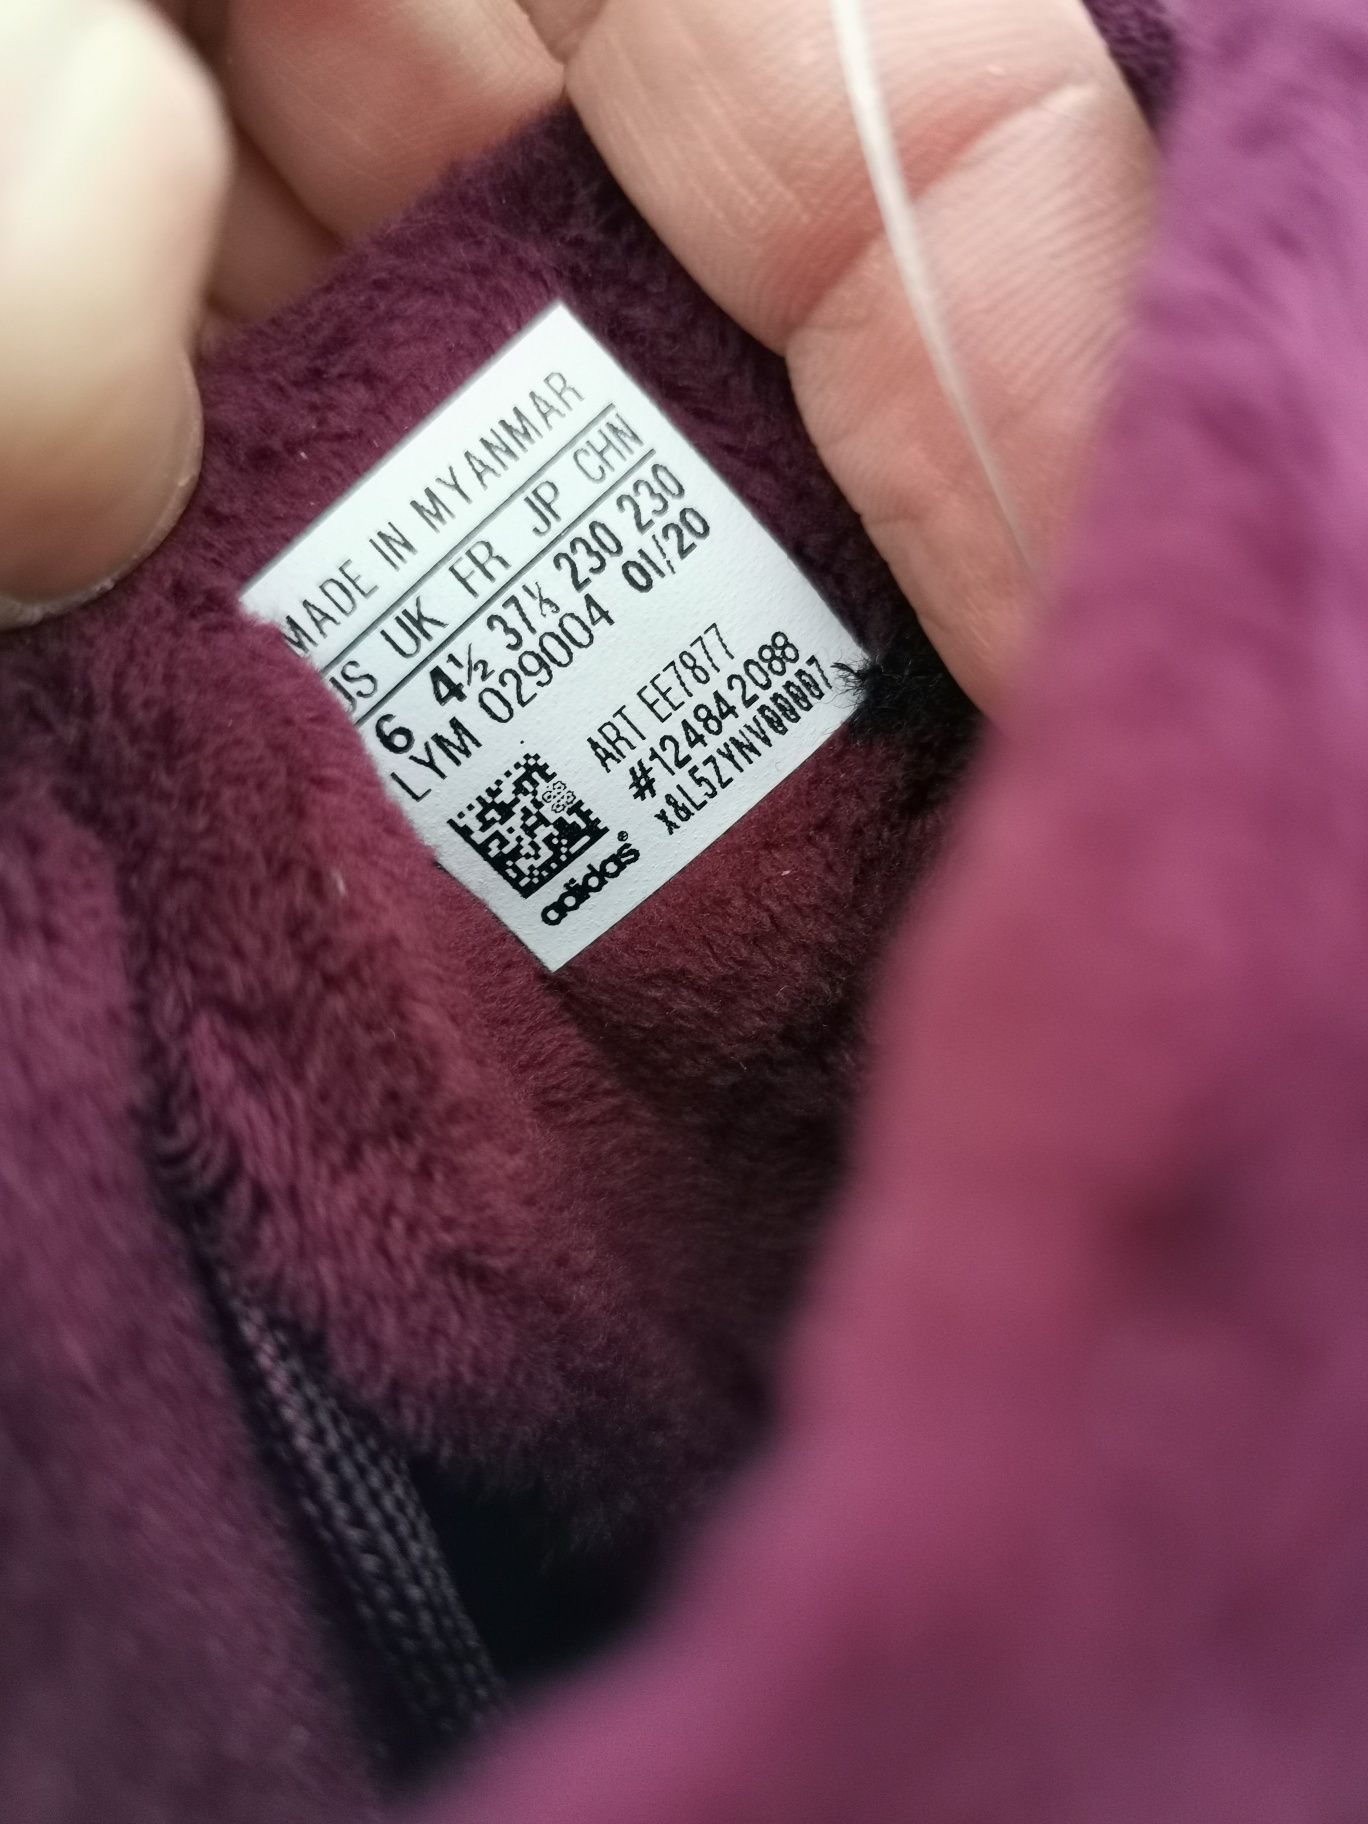 MADE IN MYANMAR
US UK FR JP CHN
6 4½ 37⅓ 230 230
LYM 029004 01/20
ART EE7877
#124842088
x&L5ZYNV00007
adidas®